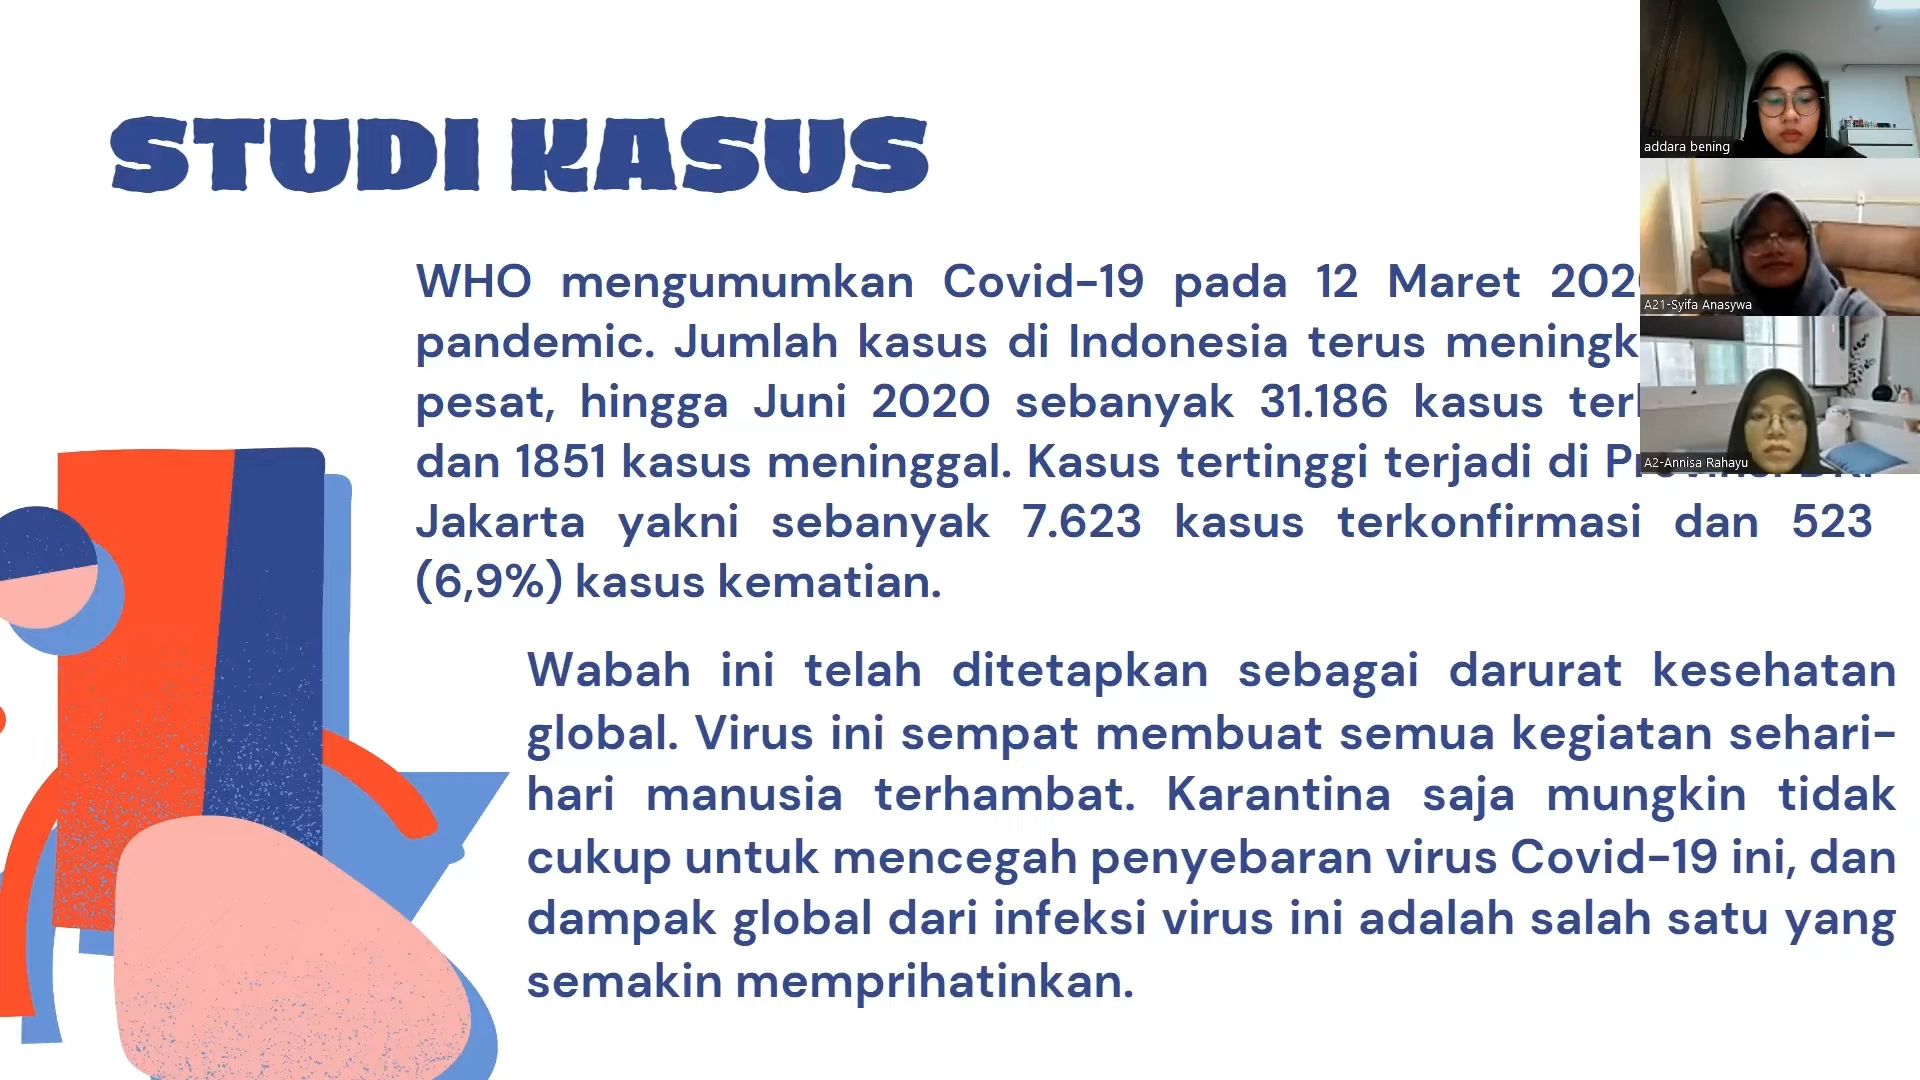 STUDI KASUS
WHO mengumumkan Covid-19 pada 12 Maret
pandemic. Jumlah kasus di Indonesia terus
pesat, hingga Juni 2020 sebanyak 31.186 kasus
dan 1851 kasus meninggal. Kasus tertinggi terjadi di
Jakarta yakni sebanyak 7.623 kasus terkonfirmasi dan 523
(6,9%) kasus kematian.
Wabah ini telah ditetapkan sebagai darurat kesehatan
global. Virus ini sempat membuat semua kegiatan sehari-
hari manusia terhambat. Karantina saja mungkin tidak
cukup untuk mencegah penyebaran virus Covid-19 ini, dan
dampak global dari infeksi virus ini adalah salah satu yang
semakin memprihatinkan.
addara bening
A21-Syifa Anasywa
A2-Annisa Rahayu